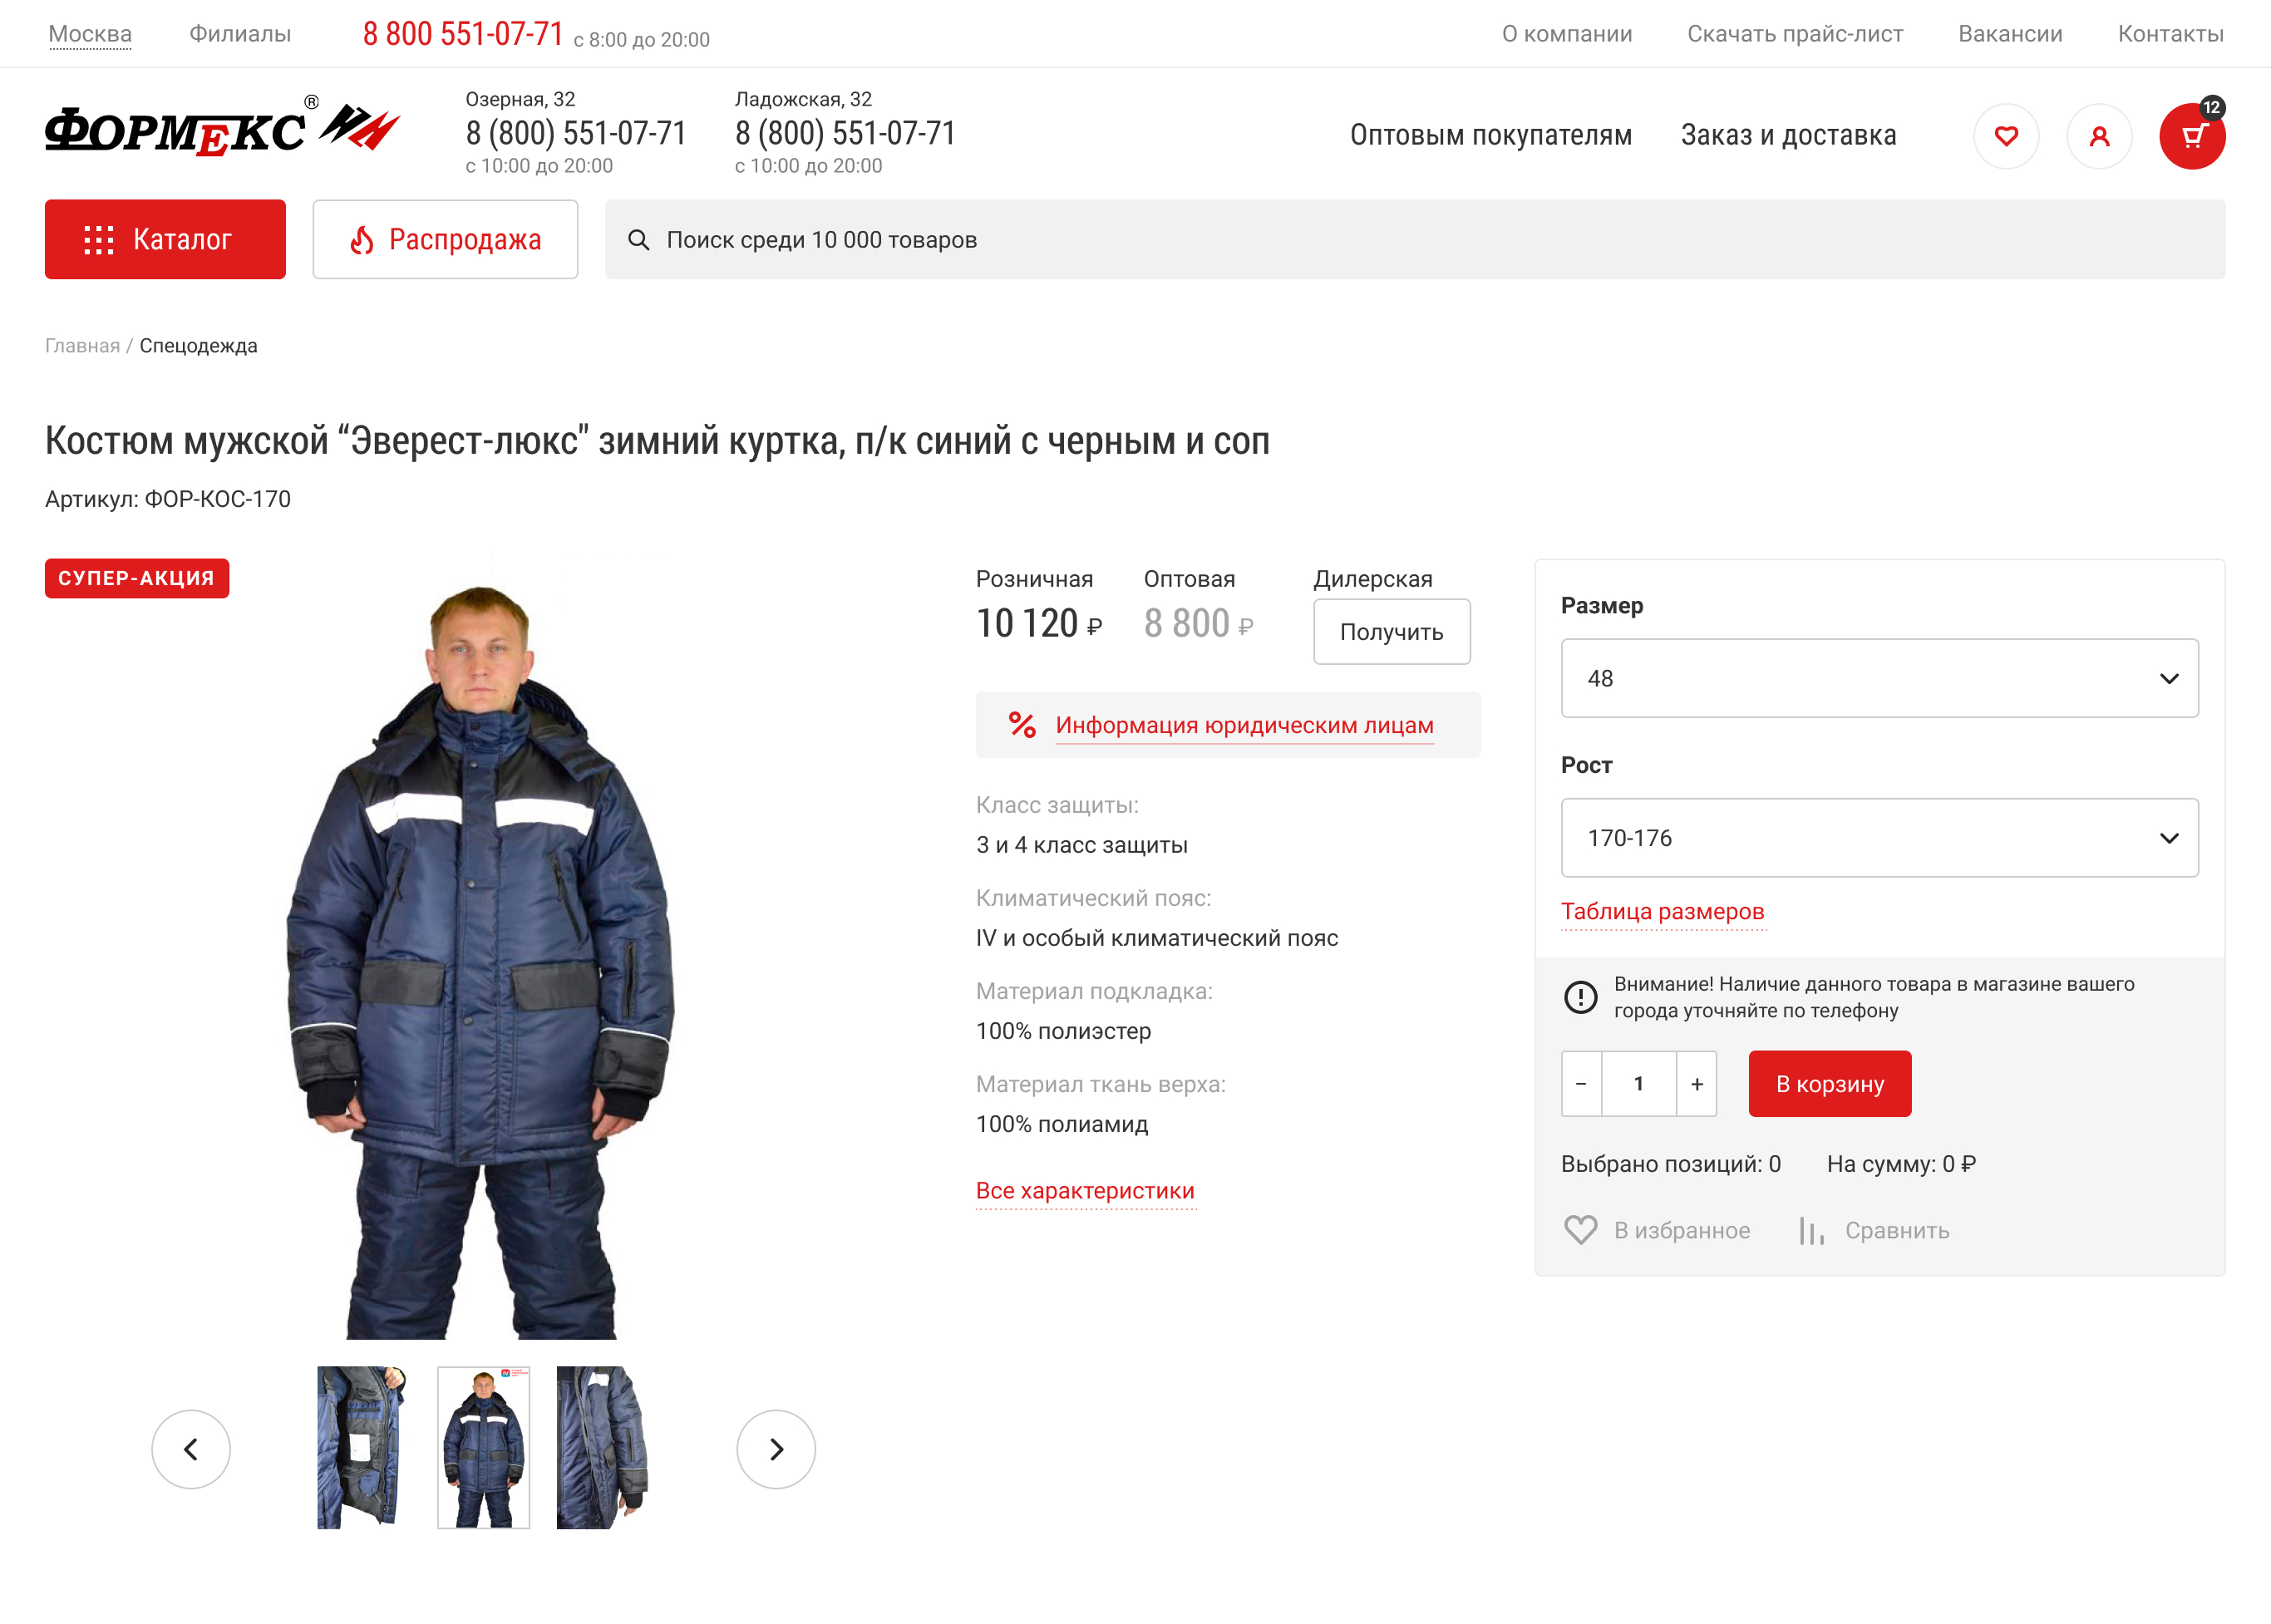 Москва Филиалы 8 800 551-07-71 с 8:00 до 20:00 О компании Скачать прайс-лист Вакансии Контакты
ФОРМЕКС®
Озерная, 32
8 (800) 551-07-71
с 10:00 до 20:00
Ладожская, 32
8 (800) 551-07-71
с 10:00 до 20:00
Оптовым покупателям Заказ и доставка 12
Каталог Распродажа Поиск среди 10 000 товаров
Главная / Спецодежда
Костюм мужской “Эверест-люкс" зимний куртка, п/к синий с черным и соп
Артикул: ФОР-КОС-170
СУПЕР-АКЦИЯ
Розничная
10 120 ₽
Оптовая
8 800 ₽
Дилерская
Получить
Информация юридическим лицам
Класс защиты:
3 и 4 класс защиты
Климатический пояс:
IV и особый климатический пояс
Материал подкладка:
100% полиэстер
Материал ткань верха:
100% полиамид
Все характеристики
Размер
48
Рост
170-176
Таблица размеров
Внимание! Наличие данного товара в магазине вашего
города уточняйте по телефону
− 1 + В корзину
Выбрано позиций: 0 На сумму: 0 ₽
В избранное Сравнить